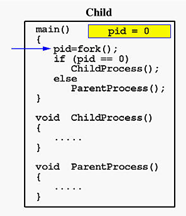 Child
main()
pid = 0
{
pid=fork();
if (pid == 0)
ChildProcess();
else
ParentProcess();
}
void ChildProcess()
{
.....
}
void ParentProcess()
{
.....
}